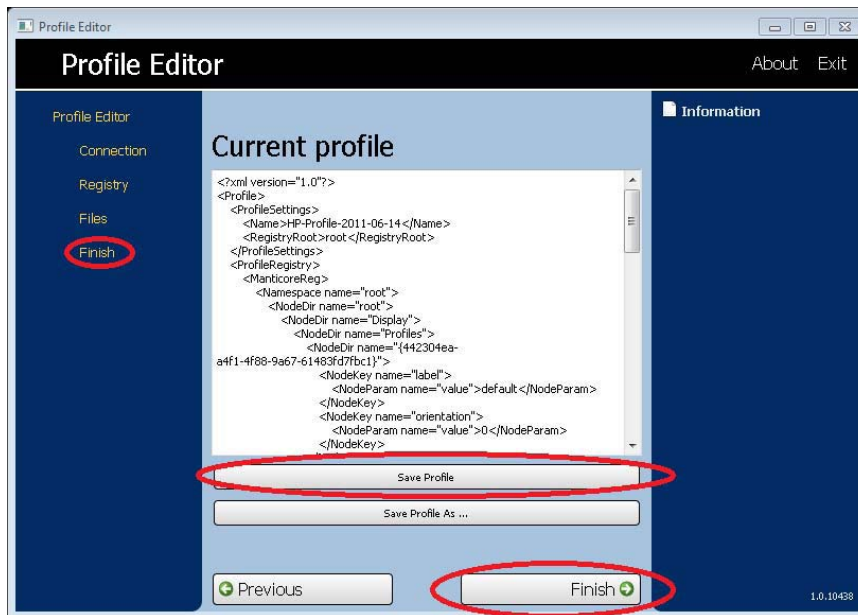 Profile Editor
Profile Editor
About Exit
Profile Editor
Connection
Registry
Files
Finish
Current profile
<?xml version="1.0"?>
<Profile>
<ProfileSettings>
<Name>HP-Profile-2011-06-14</Name>
<RegistryRoot>root</RegistryRoot>
</ProfileSettings>
<ProfileRegistry>
<ManticoreReg>
<Namespace name="root">
<NodeDir name="root">
<NodeDir name="Display">
<NodeDir name="Profiles">
<NodeDir name="{442304ea-
a4f1-4f88-9a67-61483fd7fbc1}">
<NodeKey name="label">
<NodeParam name="value">default</NodeParam>
</NodeKey>
<NodeKey name="orientation">
<NodeParam name="value">0</NodeParam>
</NodeKey>
Save Profile
Save Profile As ...
Previous
Finish
Information
1.0.10438